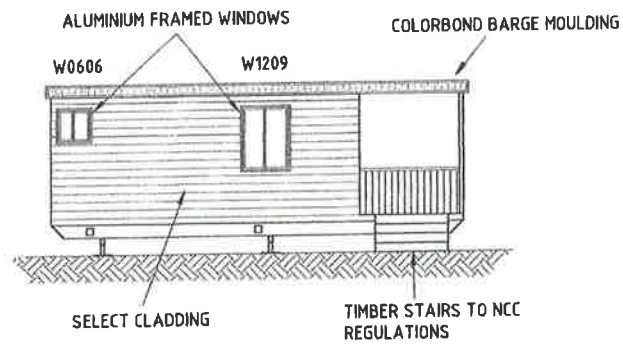 ALUMINIUM FRAMED WINDOWS
COLORBOND BARGE MOULDING
W0606
W1209
SELECT CLADDING
TIMBER STAIRS TO NCC
REGULATIONS